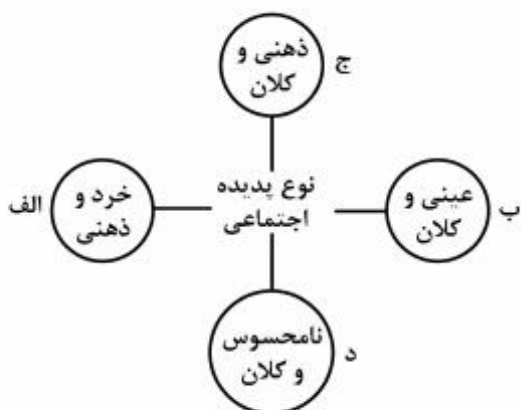 ذهنی و
کلان
ج
نوع پدیده
اجتماعی
عینی و
کلان
ب
خرد و
ذهنی
الف
نامحسوس
و کلان
د